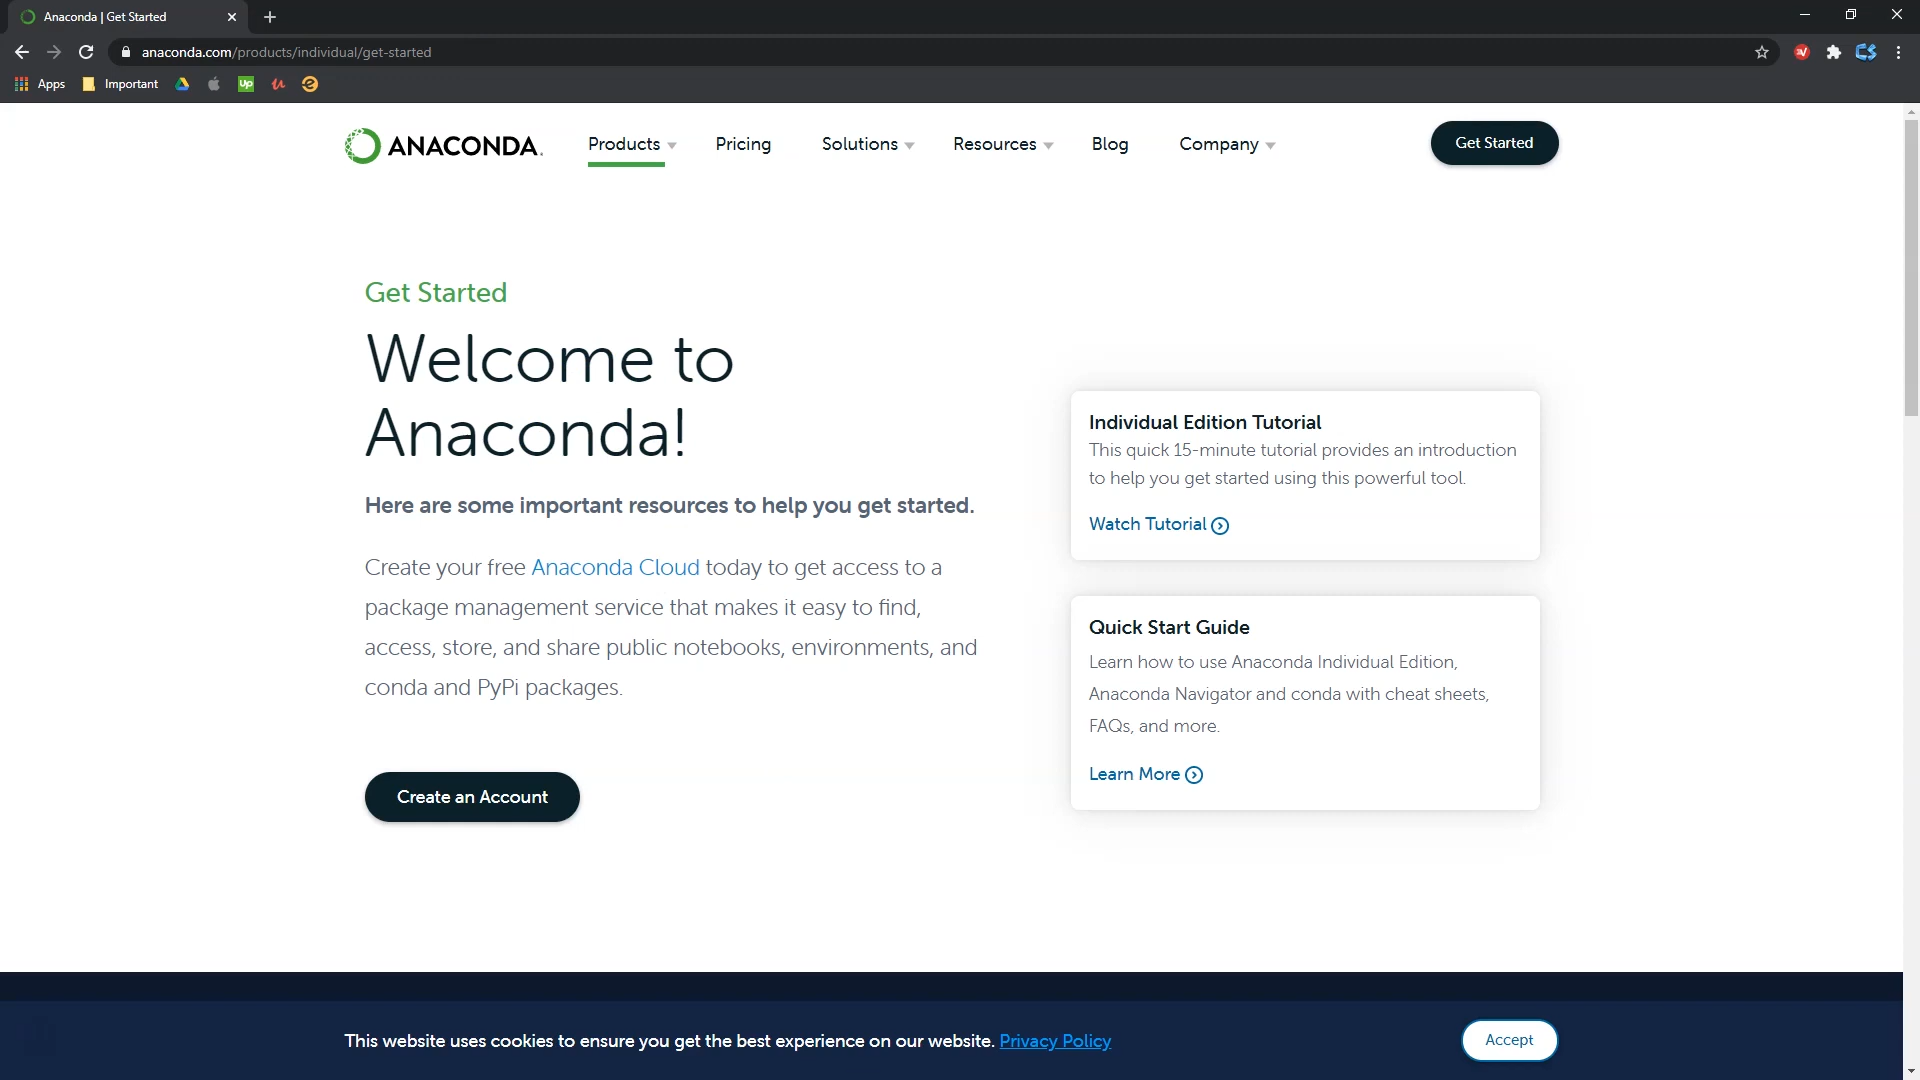 Anaconda | Get Started
anaconda.com/products/individual/get-started
Apps
Important
up
ANACONDA.
Products
Pricing
Solutions
Resources
Blog
Company
Get Started
Get Started
Welcome to
Anaconda!
Here are some important resources to help you get started.
Create your free Anaconda Cloud today to get access to a
package management service that makes it easy to find,
access, store, and share public notebooks, environments, and
conda and PyPi packages.
Create an Account
Individual Edition Tutorial
This quick 15-minute tutorial provides an introduction
to help you get started using this powerful tool.
Watch Tutorial
Quick Start Guide
Learn how to use Anaconda Individual Edition,
Anaconda Navigator and conda with cheat sheets,
FAQs, and more.
Learn More
This website uses cookies to ensure you get the best experience on our website. Privacy Policy
Accept